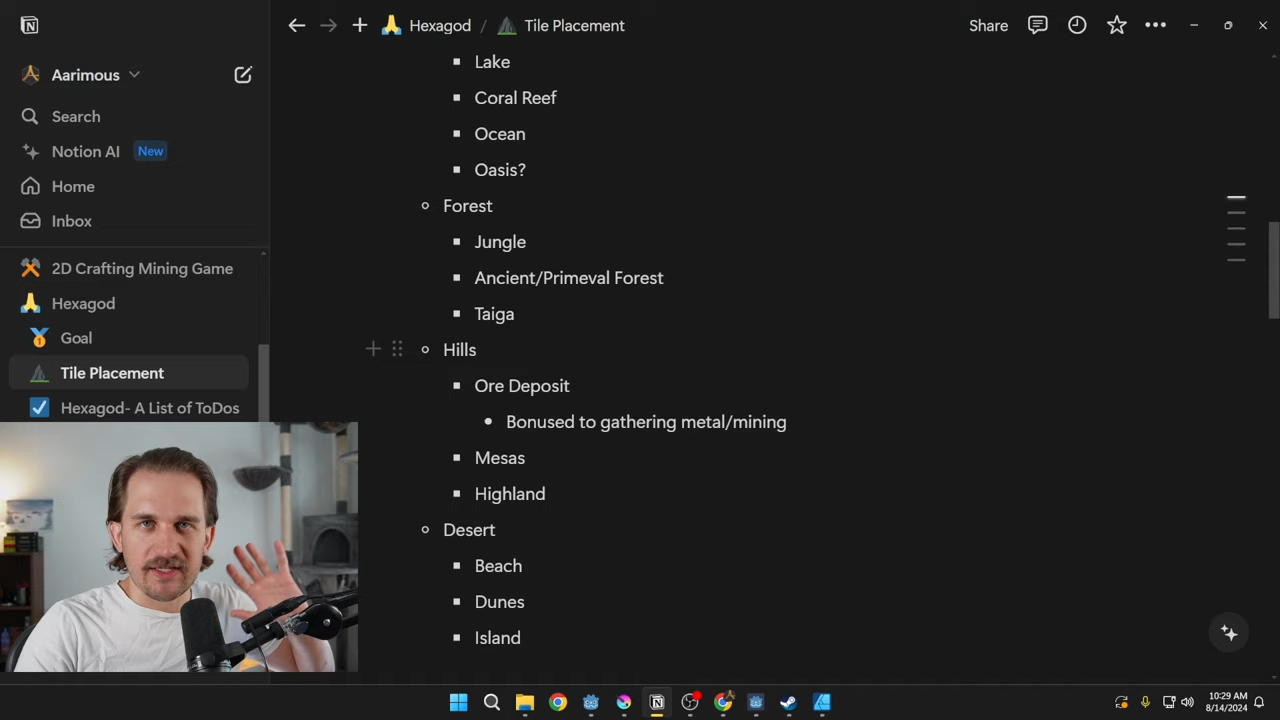 Hexagod / Tile Placement
Share
Aarimous
Search
Notion AI New
Home
Inbox
2D Crafting Mining Game
Hexagod
Goal
Tile Placement
Hexagod- A List of ToDos
Lake
Coral Reef
Ocean
Oasis?
Forest
Jungle
Ancient/Primeval Forest
Taiga
Hills
Ore Deposit
Bonused to gathering metal/mining
Mesas
Highland
Desert
Beach
Dunes
Island
10:29 AM
8/14/2024